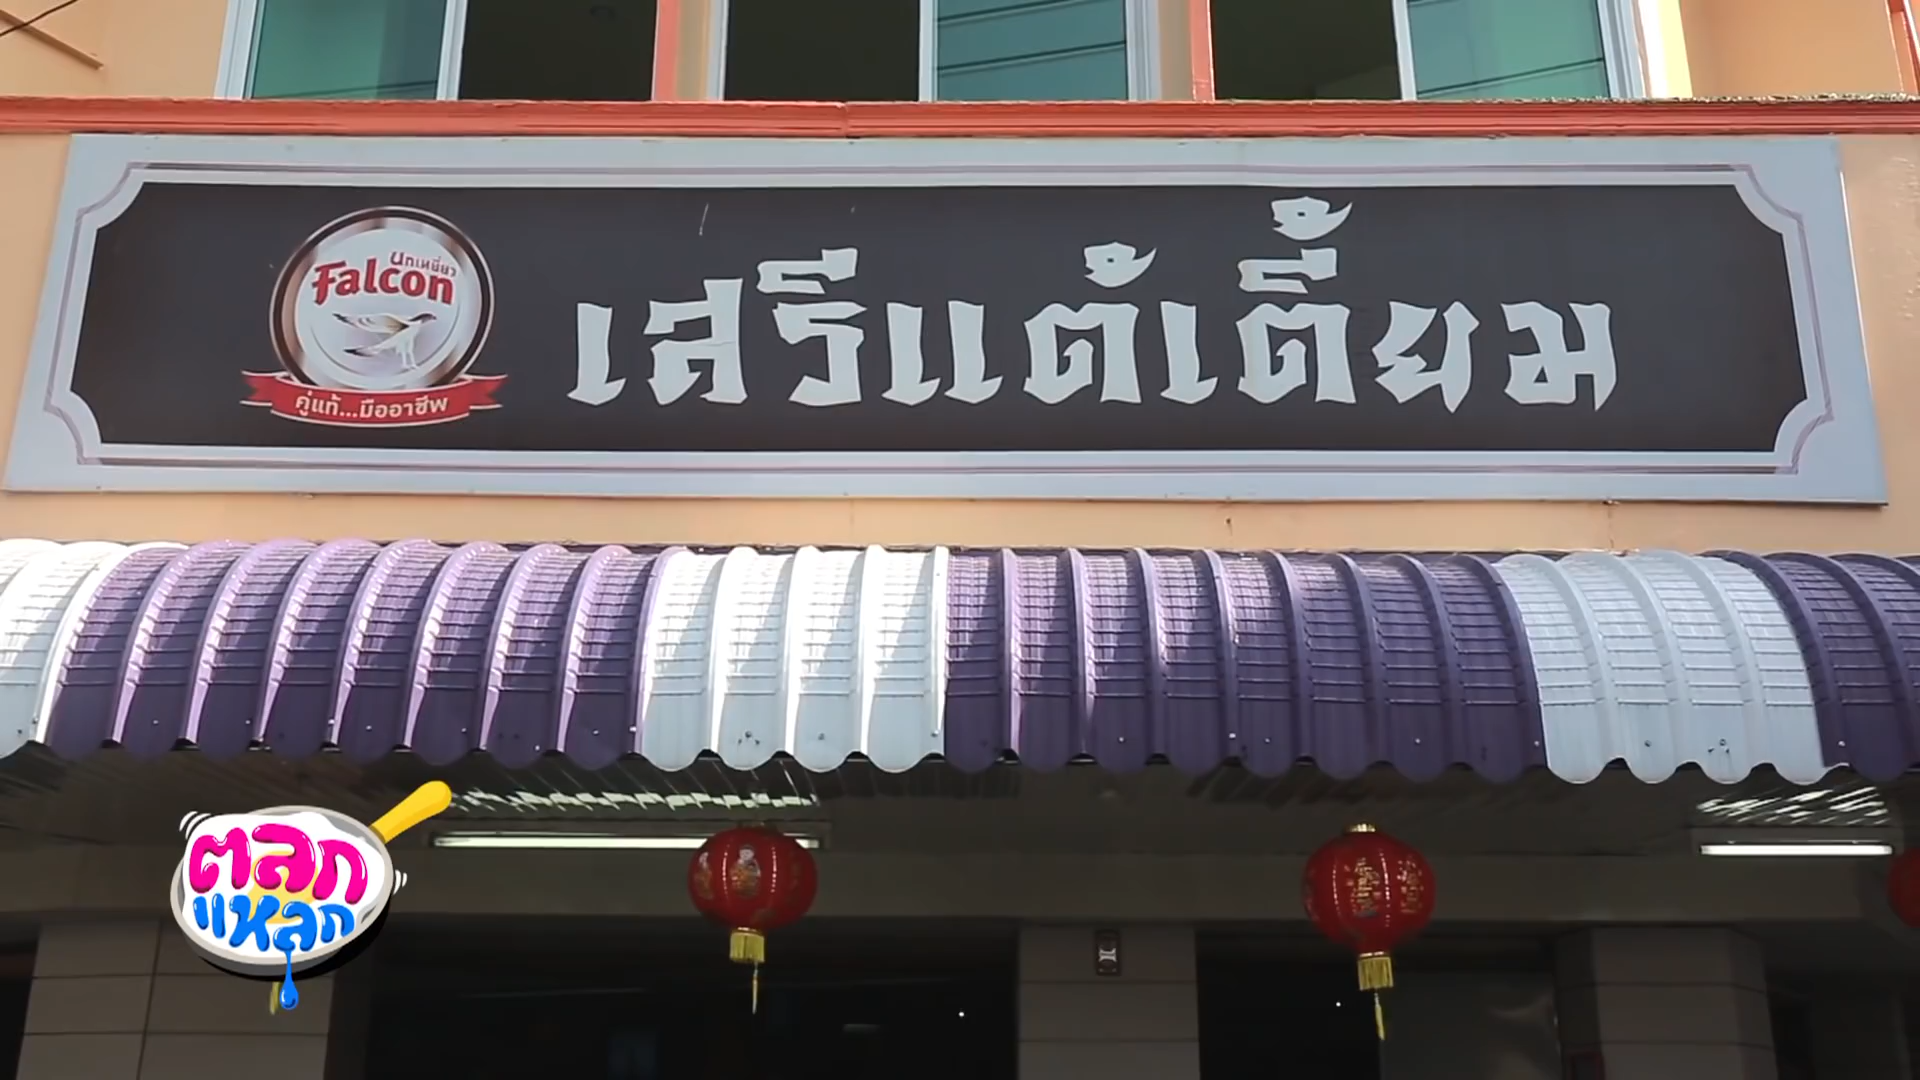 นกเหยี่ยว
Falcon
คู่แท้...มืออาชีพ
เสรีแต้เตี้ยม
ตลก
แหลก